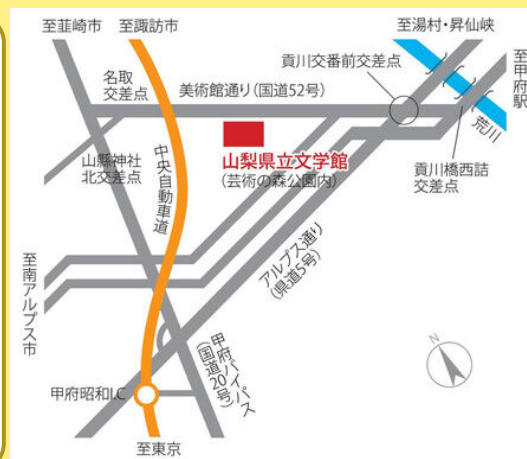 至韮崎市
至諏訪市
至湯村・昇仙峡
至甲府駅
名取
交差点
美術館通り(国道52号)
貢川交番前交差点
荒川
山縣神社
北交差点
中央自動車道
山梨県立文学館
(芸術の森公園内)
貢川橋西詰
交差点
至南アルプス市
アルプス通り
(県道5号)
甲府バイパス
(国道20号)
N
甲府昭和I.C
至東京